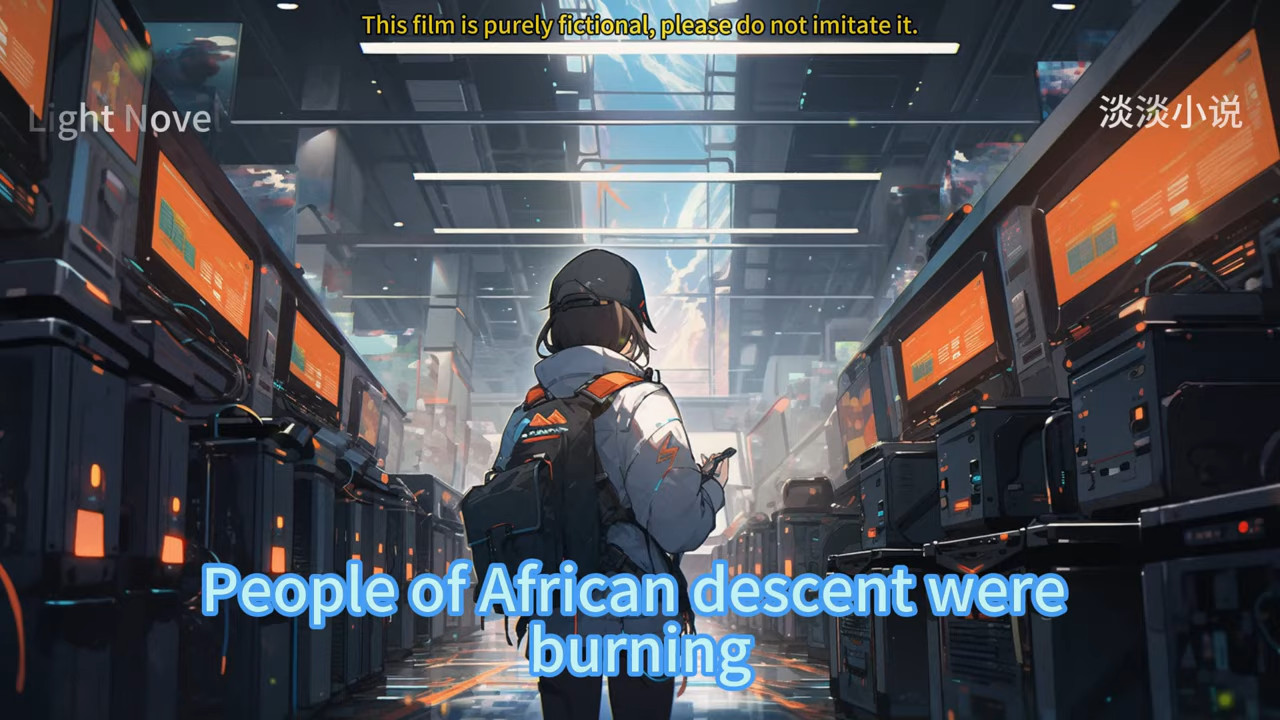 This film is purely fictional, please do not imitate it.
Light Nove
淡淡小说
People of African descent were
burning